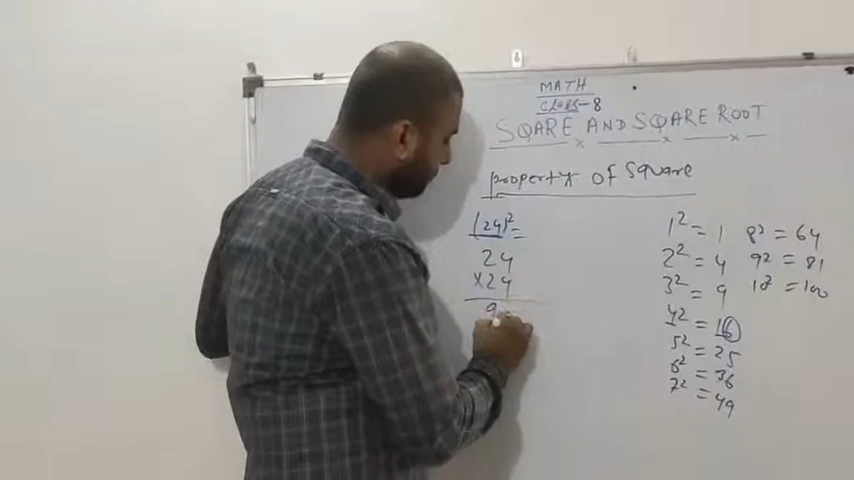 MATH
CLASS-8
SQARE AND SQARE ROOT
property of square
(24)²=
24
×24
9
1² = 1
2² = 4
3² = 9
4² = 16
5² = 25
6² = 36
7² = 49
8² = 64
9² = 81
10² = 100